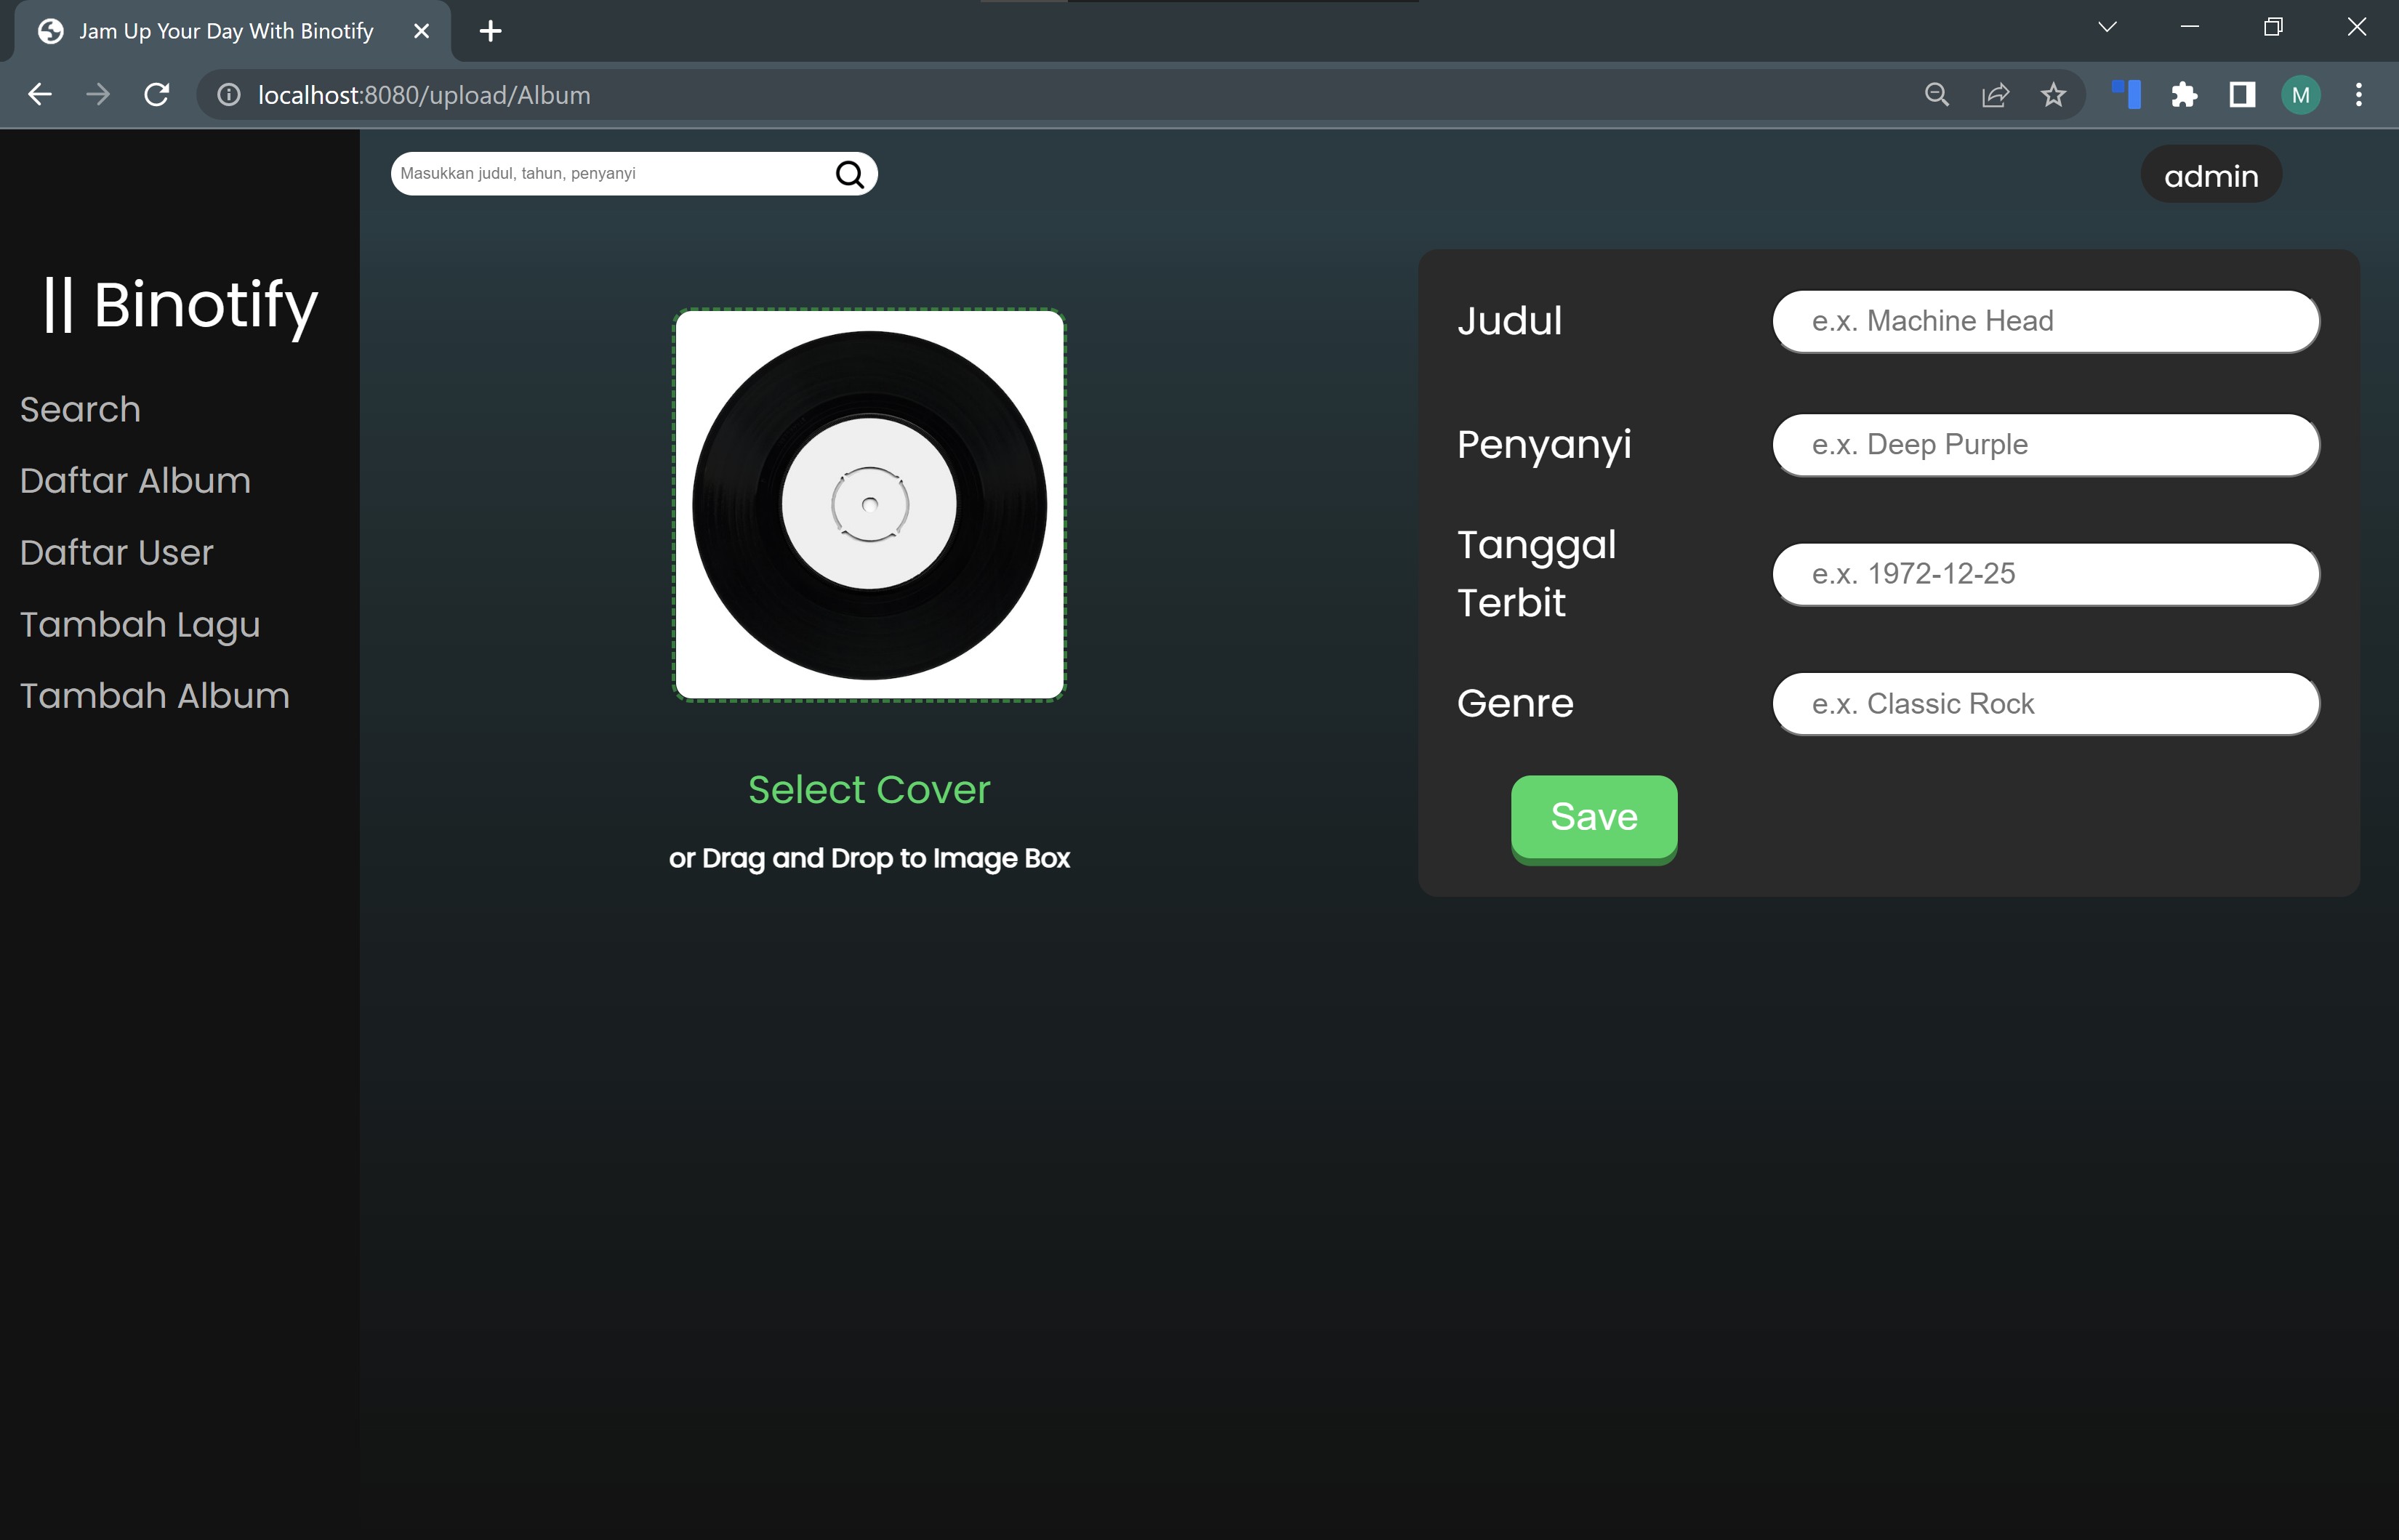 Jam Up Your Day With Binotify
localhost:8080/upload/Album
M
Masukkan judul, tahun, penyanyi
admin
|| Binotify
Search
Daftar Album
Daftar User
Tambah Lagu
Tambah Album
Select Cover
or Drag and Drop to Image Box
Judul
e.x. Machine Head
Penyanyi
e.x. Deep Purple
Tanggal
Terbit
e.x. 1972-12-25
Genre
e.x. Classic Rock
Save